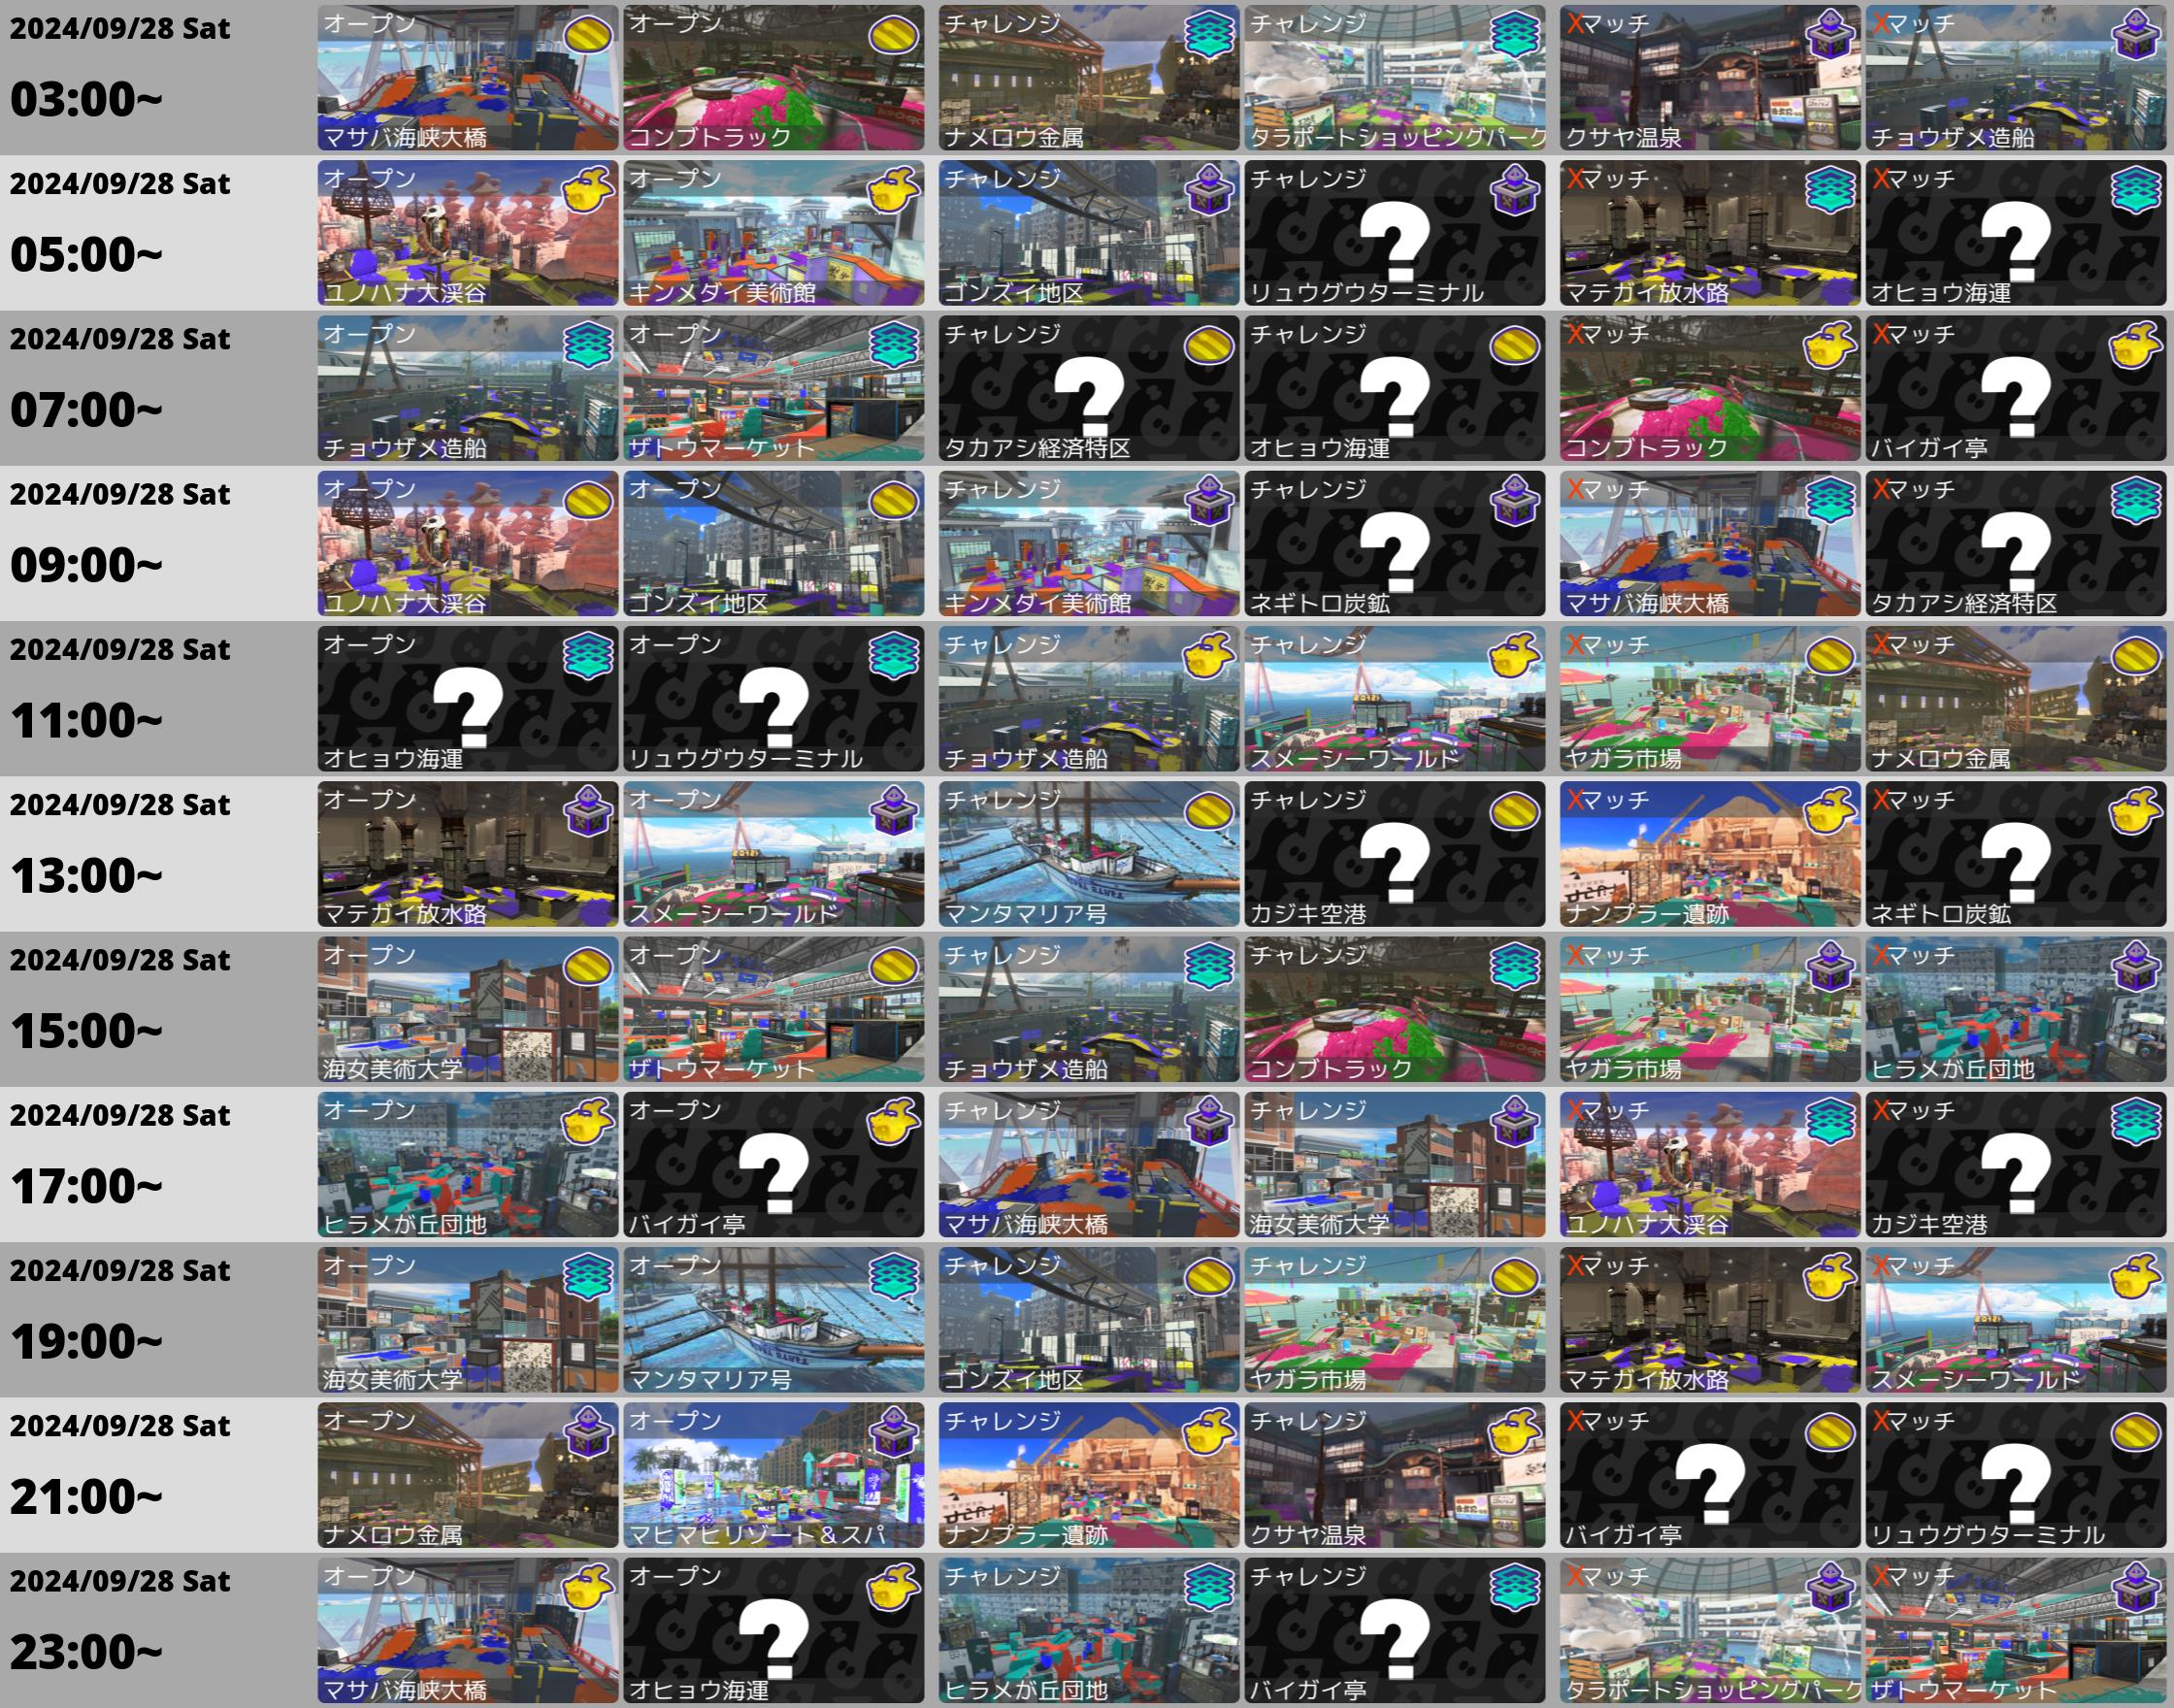 2024/09/28 Sat
03:00~
オープン
マサバ海峡大橋
オープン
コンブトラック
チャレンジ
ナメロウ金属
チャレンジ
タラポートショッピングパーク
Xマッチ
クサヤ温泉
Xマッチ
チョウザメ造船
2024/09/28 Sat
05:00~
オープン
ユノハナ大渓谷
オープン
キンメダイ美術館
チャレンジ
ゴンズイ地区
チャレンジ
?
リュウグウターミナル
Xマッチ
マテガイ放水路
Xマッチ
?
オヒョウ海運
2024/09/28 Sat
07:00~
オープン
チョウザメ造船
オープン
ザトウマーケット
チャレンジ
?
タカアシ経済特区
チャレンジ
?
オヒョウ海運
Xマッチ
コンブトラック
Xマッチ
?
バイガイ亭
2024/09/28 Sat
09:00~
オープン
ユノハナ大渓谷
オープン
ゴンズイ地区
チャレンジ
キンメダイ美術館
チャレンジ
?
ネギトロ炭鉱
Xマッチ
マサバ海峡大橋
Xマッチ
?
タカアシ経済特区
2024/09/28 Sat
11:00~
オープン
?
オヒョウ海運
オープン
?
リュウグウターミナル
チャレンジ
チョウザメ造船
チャレンジ
スメーシーワールド
Xマッチ
ヤガラ市場
Xマッチ
ナメロウ金属
2024/09/28 Sat
13:00~
オープン
マテガイ放水路
オープン
スメーシーワールド
チャレンジ
マンタマリア号
チャレンジ
?
カジキ空港
Xマッチ
ナンプラー遺跡
Xマッチ
?
ネギトロ炭鉱
2024/09/28 Sat
15:00~
オープン
海女美術大学
オープン
ザトウマーケット
チャレンジ
チョウザメ造船
チャレンジ
コンブトラック
Xマッチ
ヤガラ市場
Xマッチ
ヒラメが丘団地
2024/09/28 Sat
17:00~
オープン
ヒラメが丘団地
オープン
?
バイガイ亭
チャレンジ
マサバ海峡大橋
チャレンジ
海女美術大学
Xマッチ
ユノハナ大渓谷
Xマッチ
?
カジキ空港
2024/09/28 Sat
19:00~
オープン
海女美術大学
オープン
マンタマリア号
チャレンジ
ゴンズイ地区
チャレンジ
ヤガラ市場
Xマッチ
マテガイ放水路
Xマッチ
スメーシーワールド
2024/09/28 Sat
21:00~
オープン
ナメロウ金属
オープン
マヒマヒリゾート＆スパ
チャレンジ
ナンプラー遺跡
チャレンジ
クサヤ温泉
Xマッチ
?
バイガイ亭
Xマッチ
?
リュウグウターミナル
2024/09/28 Sat
23:00~
オープン
マサバ海峡大橋
オープン
?
オヒョウ海運
チャレンジ
ヒラメが丘団地
チャレンジ
?
バイガイ亭
Xマッチ
タラポートショッピングパーク
Xマッチ
ザトウマーケット